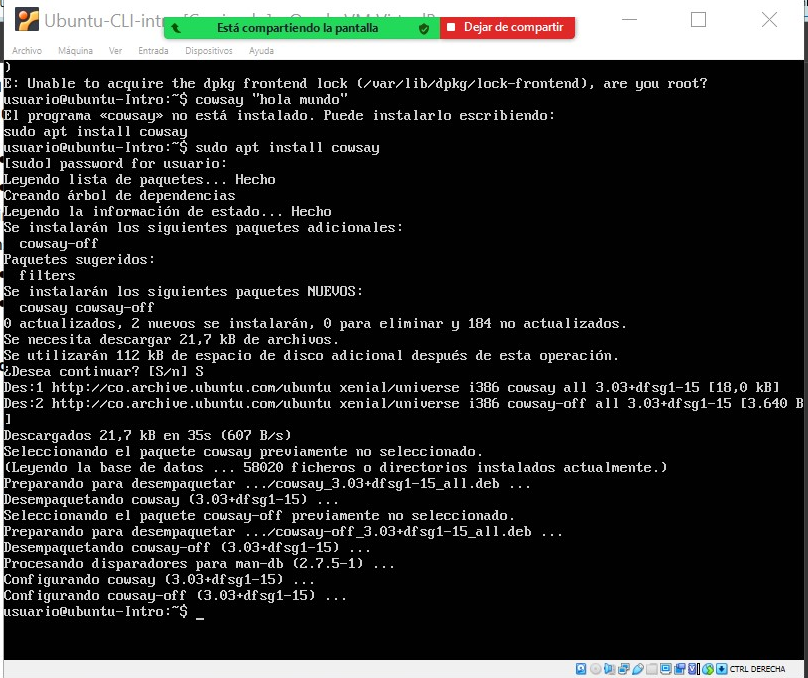 Ubuntu-CLI-intr
Está compartiendo la pantalla
Dejar de compartir
Archivo Máquina Ver Entrada Dispositivos Ayuda
)
E: Unable to acquire the dpkg frontend lock (/var/lib/dpkg/lock-frontend), are you root?
usuario@ubuntu-Intro:~$ cowsay "hola mundo"
El programa «cowsay» no está instalado. Puede instalarlo escribiendo:
sudo apt install cowsay
usuario@ubuntu-Intro:~$ sudo apt install cowsay
[sudo] password for usuario:
Leyendo lista de paquetes... Hecho
Creando árbol de dependencias
Leyendo la información de estado... Hecho
Se instalarán los siguientes paquetes adicionales:
cowsay-off
Paquetes sugeridos:
filters
Se instalarán los siguientes paquetes NUEVOS:
cowsay cowsay-off
0 actualizados, 2 nuevos se instalarán, 0 para eliminar y 184 no actualizados.
Se necesita descargar 21,7 kB de archivos.
Se utilizarán 112 kB de espacio de disco adicional después de esta operación.
¿Desea continuar? [S/n] S
Des:1 http://co.archive.ubuntu.com/ubuntu xenial/universe i386 cowsay all 3.03+dfsg1-15 [18,0 kB]
Des:2 http://co.archive.ubuntu.com/ubuntu xenial/universe i386 cowsay-off all 3.03+dfsg1-15 [3.640 B
]
Descargados 21,7 kB en 35s (607 B/s)
Seleccionando el paquete cowsay previamente no seleccionado.
(Leyendo la base de datos ... 58020 ficheros o directorios instalados actualmente.)
Preparando para desempaquetar .../cowsay_3.03+dfsg1-15_all.deb ...
Desempaquetando cowsay (3.03+dfsg1-15) ...
Seleccionando el paquete cowsay-off previamente no seleccionado.
Preparando para desempaquetar .../cowsay-off_3.03+dfsg1-15_all.deb ...
Desempaquetando cowsay-off (3.03+dfsg1-15) ...
Procesando disparadores para man-db (2.7.5-1) ...
Configurando cowsay (3.03+dfsg1-15) ...
Configurando cowsay-off (3.03+dfsg1-15) ...
usuario@ubuntu-Intro:~$ _
CTRL DERECHA